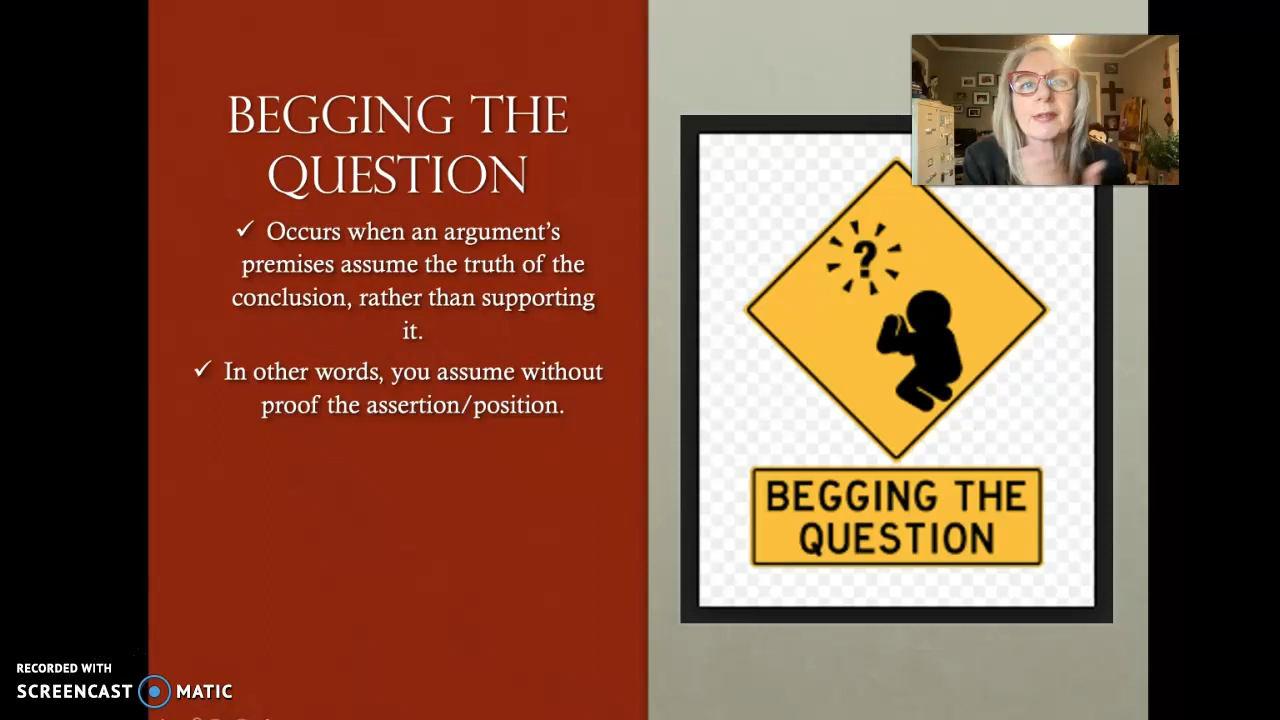 BEGGING THE
QUESTION
✓ Occurs when an argument’s
premises assume the truth of the
conclusion, rather than supporting
it.
✓ In other words, you assume without
proof the assertion/position.
?
BEGGING THE
QUESTION
RECORDED WITH
SCREENCAST MATIC